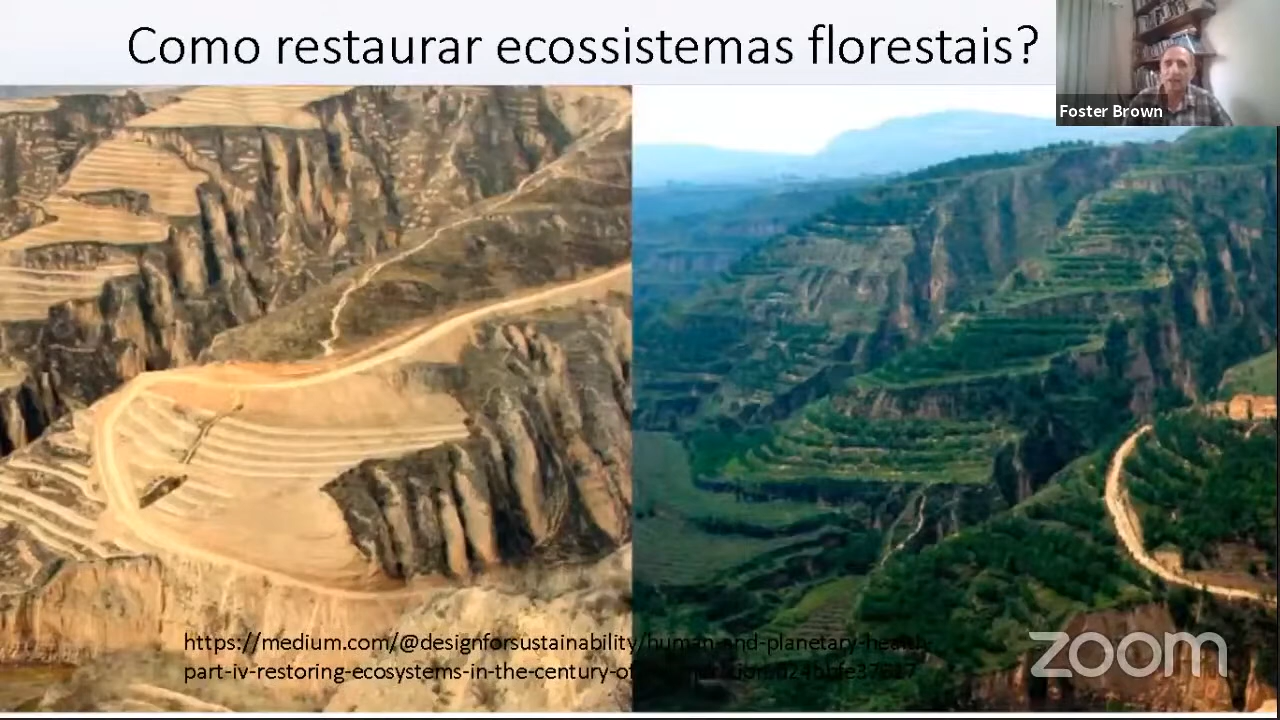 Como restaurar ecossistemas florestais?
Foster Brown
https://medium.com/@designforsustainability/human-and-planetary-health-
part-iv-restoring-ecosystems-in-the-century-of
zoom